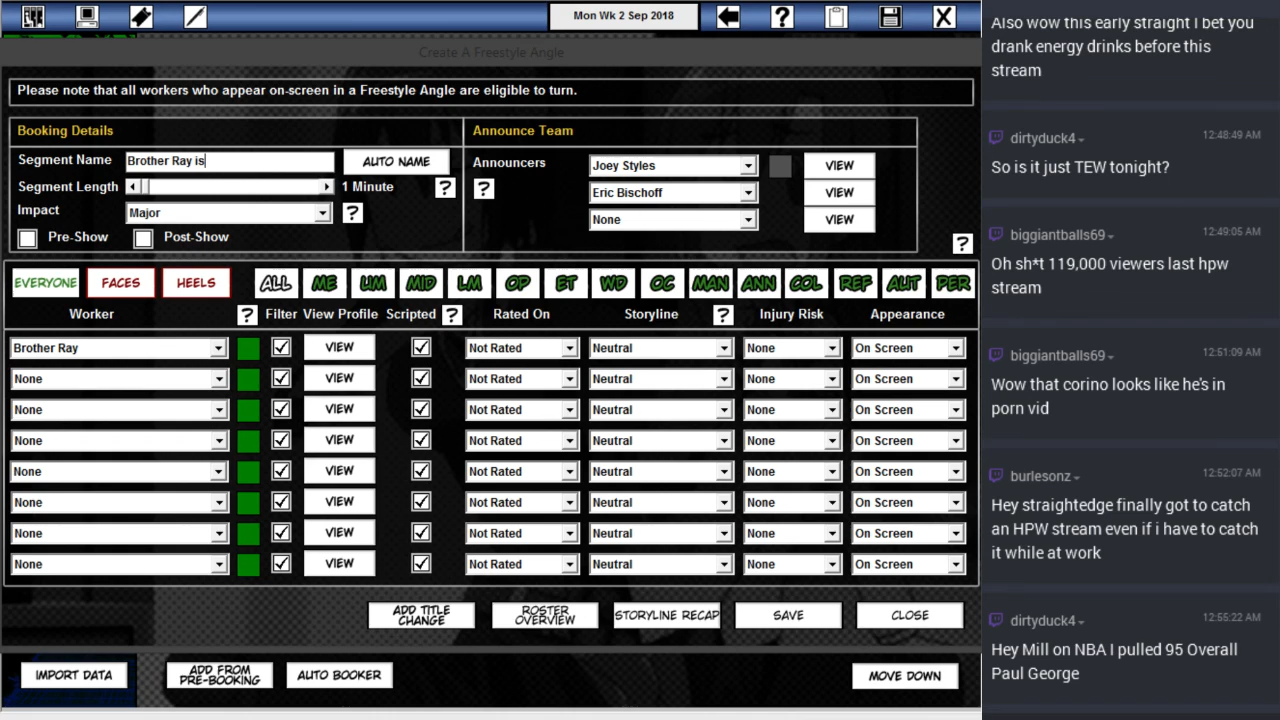 Mon Wk 2 Sep 2018
Create A Freestyle Angle
Please note that all workers who appear on-screen in a Freestyle Angle are eligible to turn.
Booking Details
Segment Name Brother Ray is AUTO NAME
Segment Length 1 Minute ?
Impact Major ?
Pre-Show Post-Show
Announce Team
Announcers Joey Styles VIEW
? Eric Bischoff VIEW
None VIEW
?
EVERYONE FACES HEELS ALL ME UM MID LM OP ET WD OC MAN ANN COL REF AUT PER
Worker ? Filter View Profile Scripted ? Rated On Storyline ? Injury Risk Appearance
Brother Ray VIEW Not Rated Neutral None On Screen
None VIEW Not Rated Neutral None On Screen
None VIEW Not Rated Neutral None On Screen
None VIEW Not Rated Neutral None On Screen
None VIEW Not Rated Neutral None On Screen
None VIEW Not Rated Neutral None On Screen
None VIEW Not Rated Neutral None On Screen
None VIEW Not Rated Neutral None On Screen
ADD TITLE CHANGE ROSTER OVERVIEW STORYLINE RECAP SAVE CLOSE
IMPORT DATA ADD FROM PRE-BOOKING AUTO BOOKER MOVE DOWN
Also wow this early straight I bet you
drank energy drinks before this
stream
dirtyduck4 12:48:49 AM
So is it just TEW tonight?
biggiantballs69 12:49:05 AM
Oh sh*t 119,000 viewers last hpw
stream
biggiantballs69 12:51:09 AM
Wow that corino looks like he's in
porn vid
burlesonz 12:52:07 AM
Hey straightedge finally got to catch
an HPW stream even if i have to catch
it while at work
dirtyduck4 12:55:22 AM
Hey Mill on NBA I pulled 95 Overall
Paul George